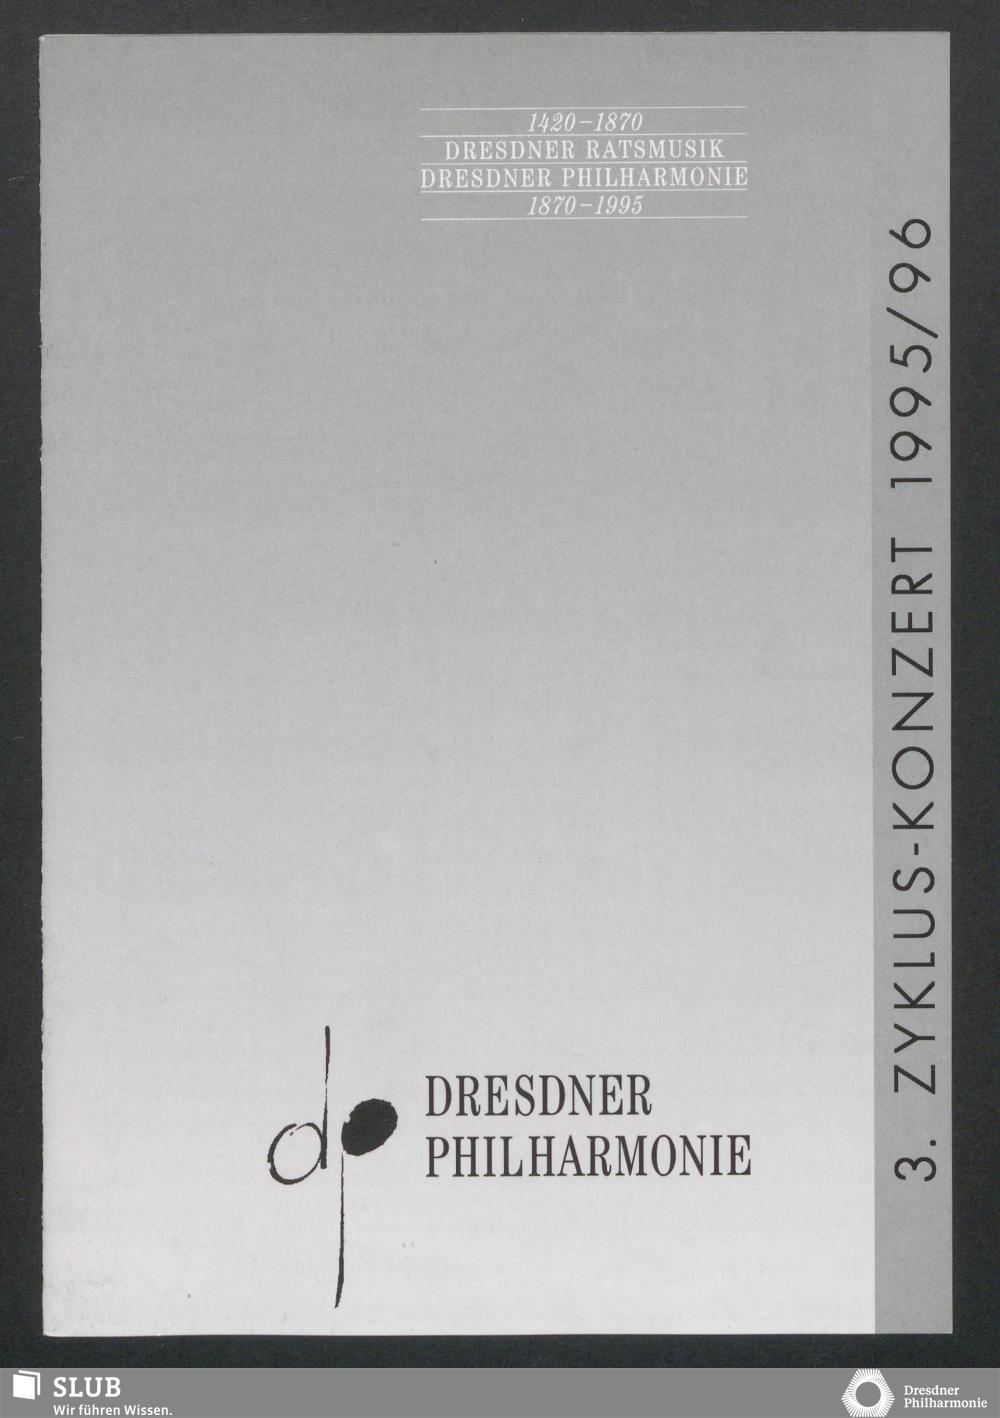 1420–1870
DRESDNER RATSMUSIK
DRESDNER PHILHARMONIE
1870–1995
3. ZYKLUS-KONZERT 1995/96
dp
DRESDNER
PHILHARMONIE
SLUB
Wir führen Wissen.
Dresdner
Philharmonie